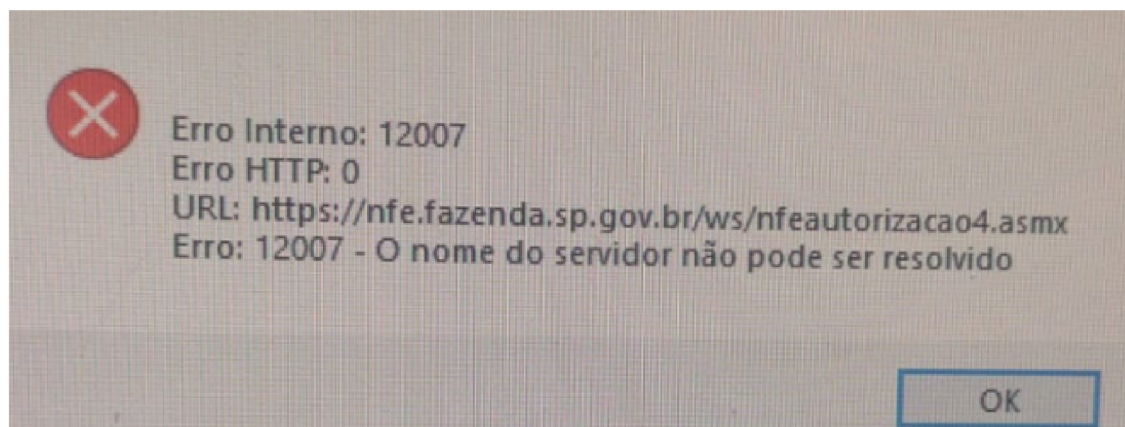 Erro Interno: 12007
Erro HTTP: 0
URL: https://nfe.fazenda.sp.gov.br/ws/nfeautorizacao4.asmx
Erro: 12007 - O nome do servidor não pode ser resolvido
OK